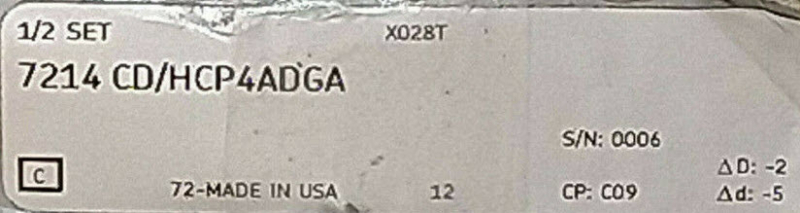 1/2 SET X028T
7214 CD/HCP4ADGA
S/N: 0006
C 72-MADE IN USA 12 CP: C09 ΔD: -2
Δd: -5